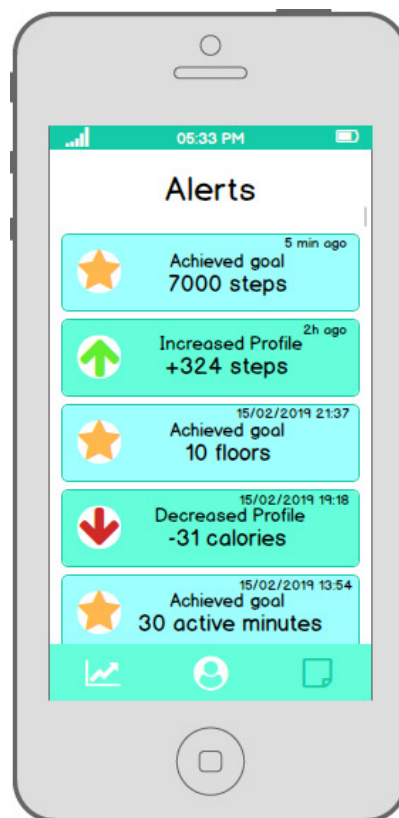 05:33 PM
Alerts
5 min ago
Achieved goal
7000 steps
2h ago
Increased Profile
+324 steps
15/02/2019 21:37
Achieved goal
10 floors
15/02/2019 19:18
Decreased Profile
-31 calories
15/02/2019 13:54
Achieved goal
30 active minutes